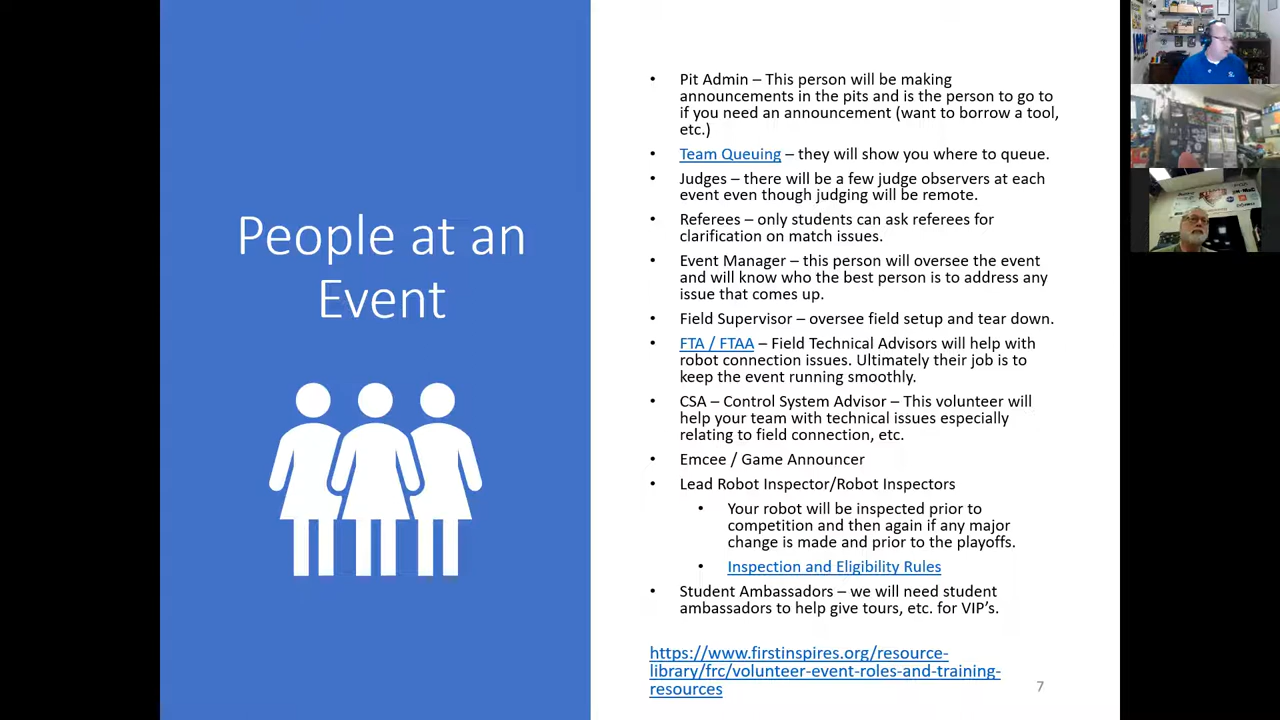 People at an
Event
• Pit Admin – This person will be making
announcements in the pits and is the person to go to
if you need an announcement (want to borrow a tool,
etc.)
• Team Queuing – they will show you where to queue.
• Judges – there will be a few judge observers at each
event even though judging will be remote.
• Referees – only students can ask referees for
clarification on match issues.
• Event Manager – this person will oversee the event
and will know who the best person is to address any
issue that comes up.
• Field Supervisor – oversee field setup and tear down.
• FTA / FTAA – Field Technical Advisors will help with
robot connection issues. Ultimately their job is to
keep the event running smoothly.
• CSA – Control System Advisor – This volunteer will
help your team with technical issues especially
relating to field connection, etc.
• Emcee / Game Announcer
• Lead Robot Inspector/Robot Inspectors
• Your robot will be inspected prior to
competition and then again if any major
change is made and prior to the playoffs.
• Inspection and Eligibility Rules
• Student Ambassadors – we will need student
ambassadors to help give tours, etc. for VIP’s.
https://www.firstinspires.org/resource-
library/frc/volunteer-event-roles-and-training-
resources
7